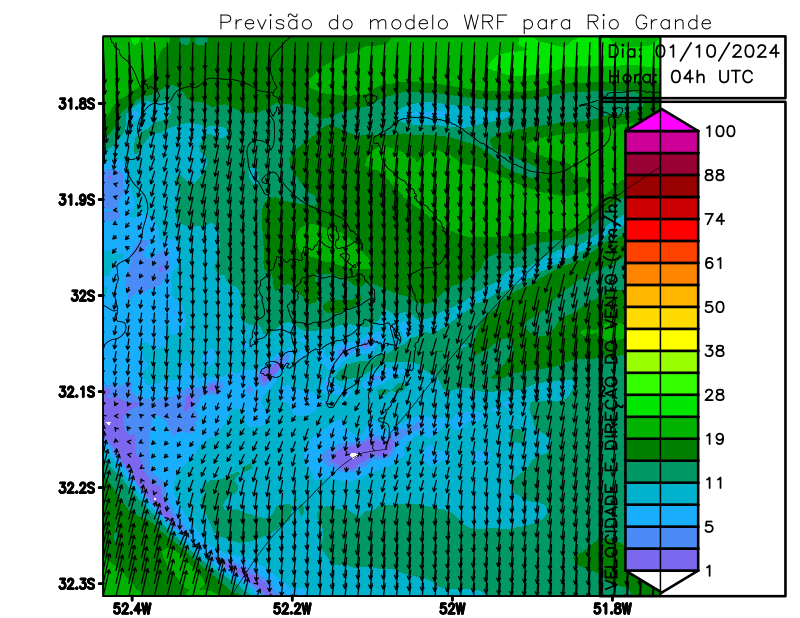 Previsão do modelo WRF para Rio Grande
Dia: 01/10/2024
Hora: 04h UTC
31.8S
31.9S
32S
32.1S
32.2S
32.3S
52.4W
52.2W
52W
51.8W
VELOCIDADE E DIREÇÃO DO VENTO (km/h)
100
88
74
61
50
38
28
19
11
5
1